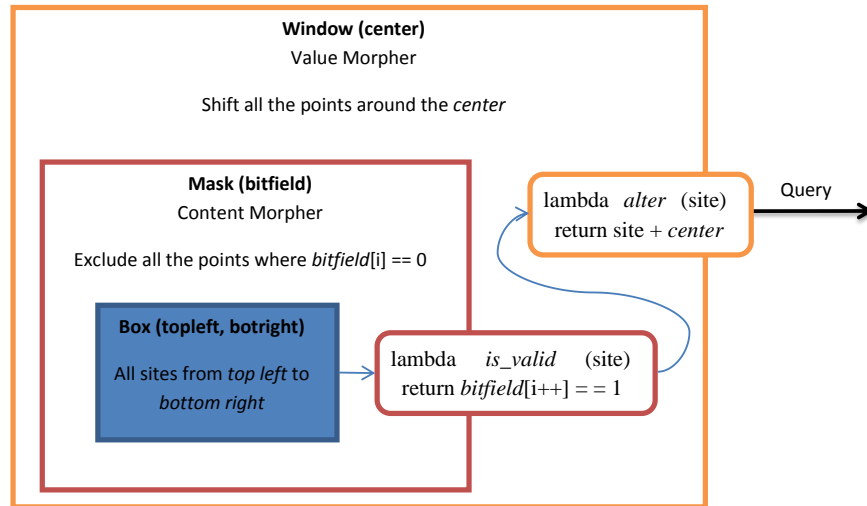 Window (center)
Value Morpher
Shift all the points around the center
Mask (bitfield)
Content Morpher
Exclude all the points where bitfield[i] == 0
Box (topleft, botright)
All sites from top left to
bottom right
lambda is_valid (site)
return bitfield[i++] = = 1
lambda alter (site)
return site + center
Query